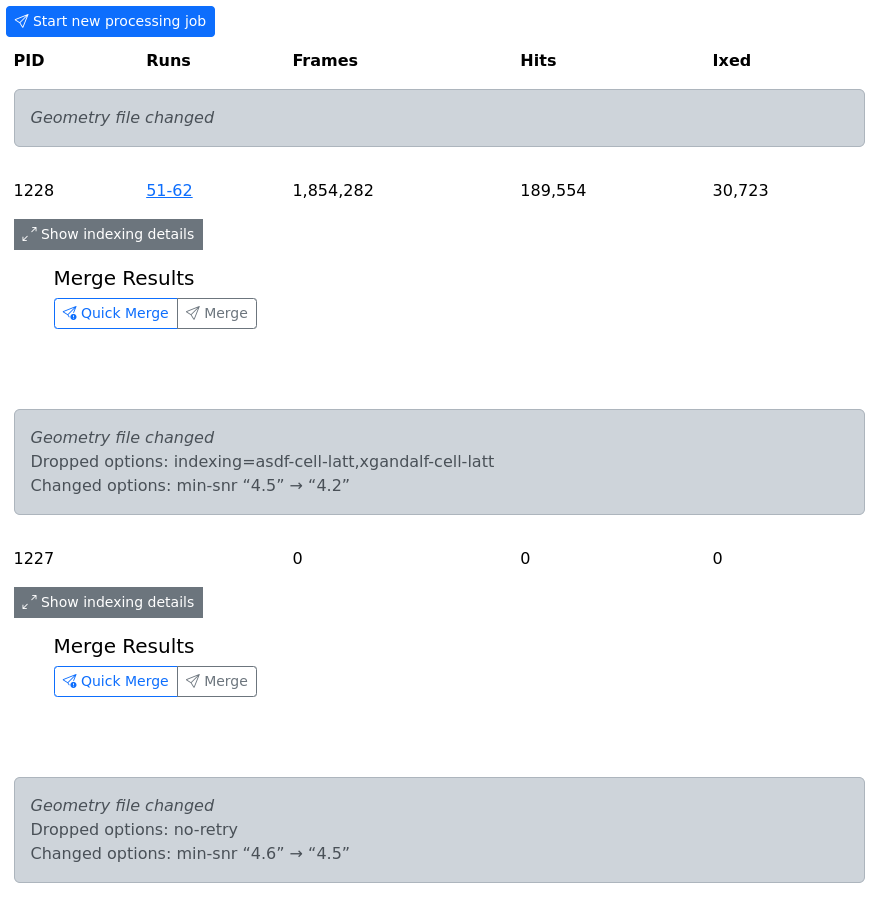 Start new processing job
PID Runs Frames Hits Ixed
Geometry file changed
1228 51-62 1,854,282 189,554 30,723
Show indexing details
Merge Results
Quick Merge Merge
Geometry file changed
Dropped options: indexing=asdf-cell-latt,xgandalf-cell-latt
Changed options: min-snr “4.5” → “4.2”
1227 0 0 0
Show indexing details
Merge Results
Quick Merge Merge
Geometry file changed
Dropped options: no-retry
Changed options: min-snr “4.6” → “4.5”